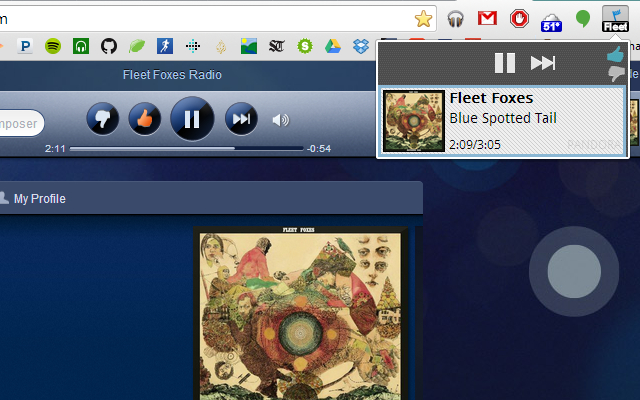 m
51°
Fleet
Fleet Foxes Radio
mposer
2:11
-0:54
Fleet Foxes
Blue Spotted Tail
2:09/3:05
PANDORA
My Profile
FLEET FOXES